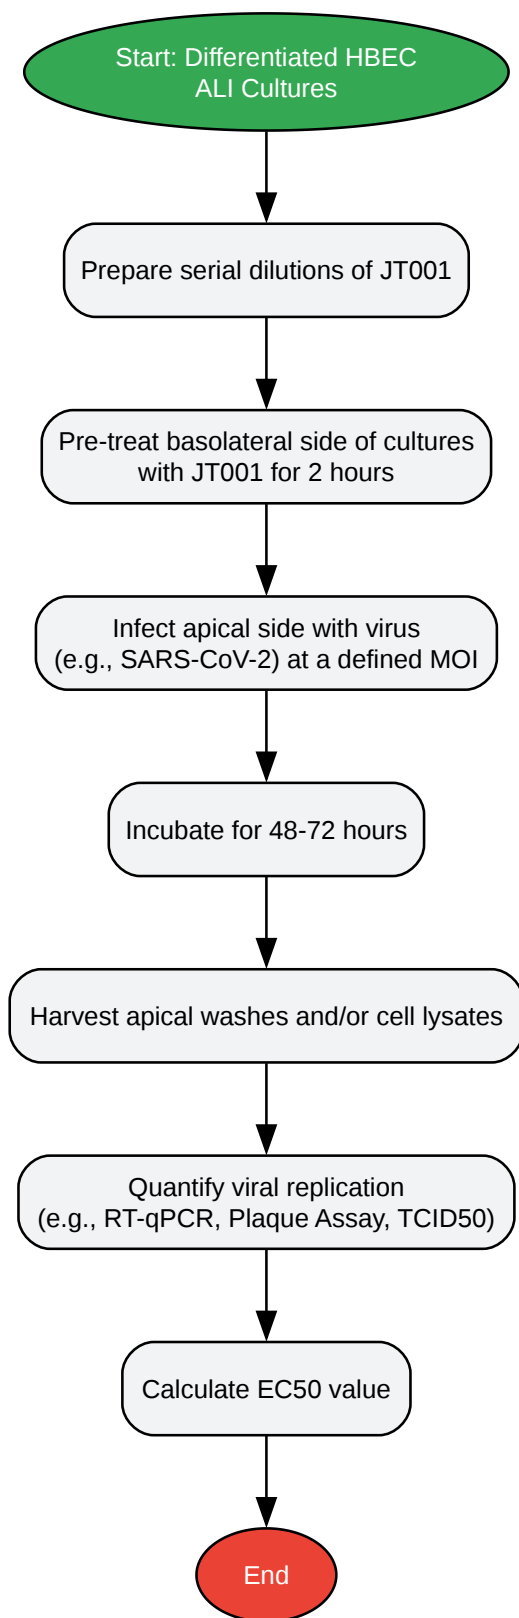 Start: Differentiated HBEC
ALI Cultures
Prepare serial dilutions of JT001
Pre-treat basolateral side of cultures
with JT001 for 2 hours
Infect apical side with virus
(e.g., SARS-CoV-2) at a defined MOI
Incubate for 48-72 hours
Harvest apical washes and/or cell lysates
Quantify viral replication
(e.g., RT-qPCR, Plaque Assay, TCID50)
Calculate EC50 value
End